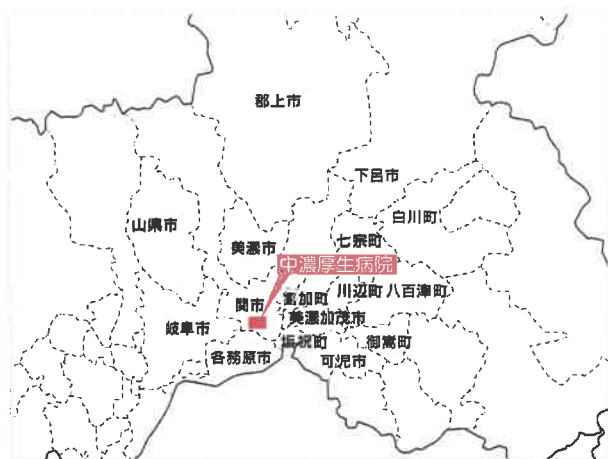 郡上市
下呂市
白川町
山県市
美濃市
七宗町
中濃厚生病院
関市
富加町
川辺町
八百津町
美濃加茂市
岐阜市
坂祝町
御嵩町
各務原市
可児市